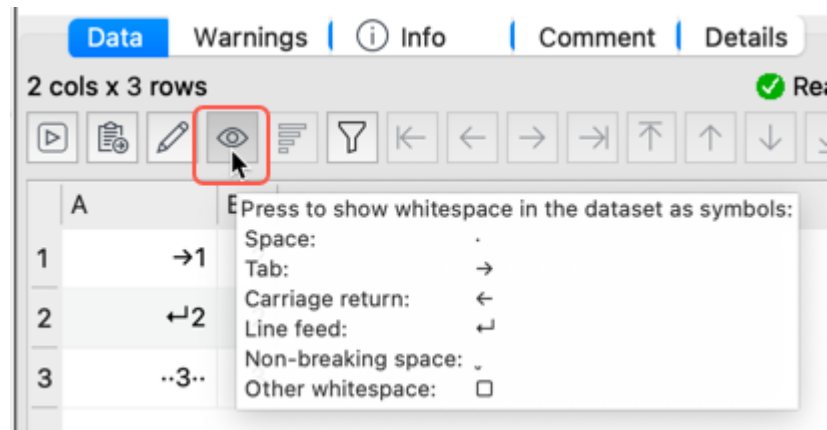 Data Warnings Info Comment Details
2 cols x 3 rows
A
Press to show whitespace in the dataset as symbols:
Space: ·
Tab: →
Carriage return: ←
Line feed: ↵
Non-breaking space: ˬ
Other whitespace: □
1 →1
2 ↵2
3 ··3··